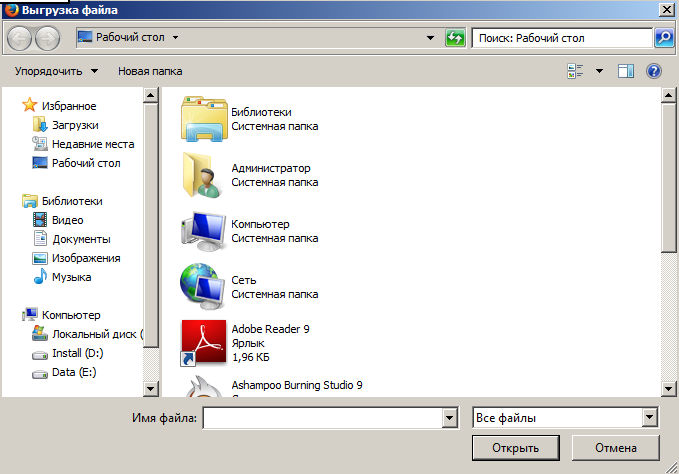 Выгрузка файла
Рабочий стол
Поиск: Рабочий стол
Упорядочить
Новая папка
Избранное
Загрузки
Недавние места
Рабочий стол
Библиотеки
Видео
Документы
Изображения
Музыка
Компьютер
Локальный диск (
Install (D:)
Data (E:)
Библиотеки
Системная папка
Администратор
Системная папка
Компьютер
Системная папка
Сеть
Системная папка
Adobe Reader 9
Ярлык
1,96 КБ
Ashampoo Burning Studio 9
Имя файла:
Все файлы
Открыть
Отмена